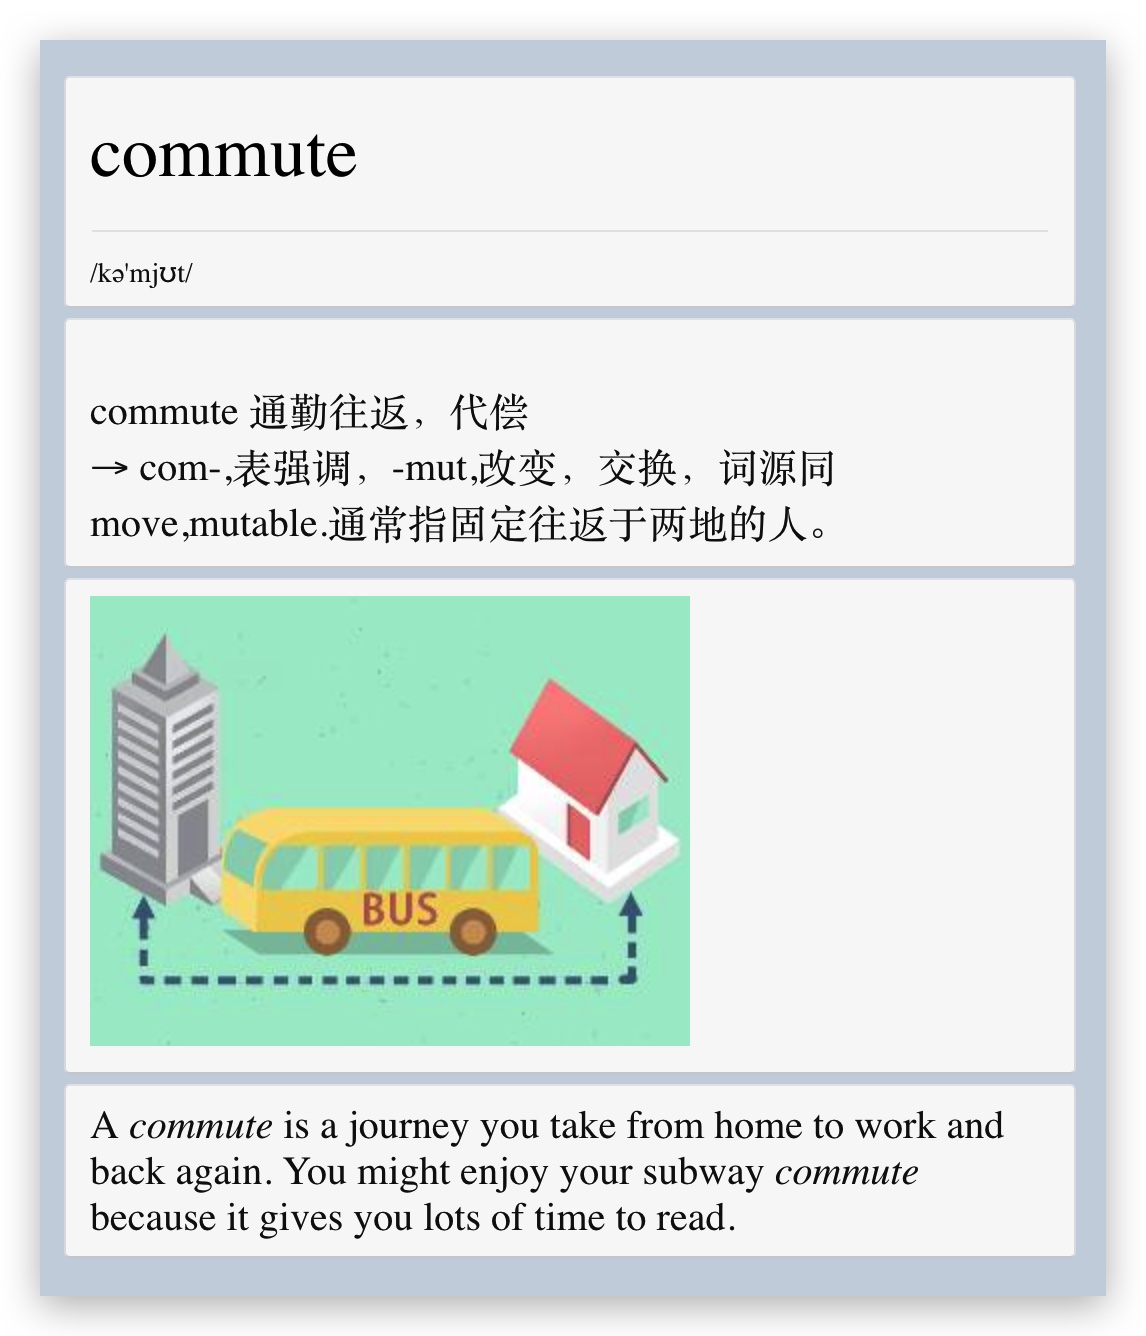 commute
/kə'mjʊt/
commute 通勤往返，代偿
→ com-,表强调，-mut,改变，交换，词源同
move,mutable.通常指固定往返于两地的人。
BUS
A commute is a journey you take from home to work and
back again. You might enjoy your subway commute
because it gives you lots of time to read.